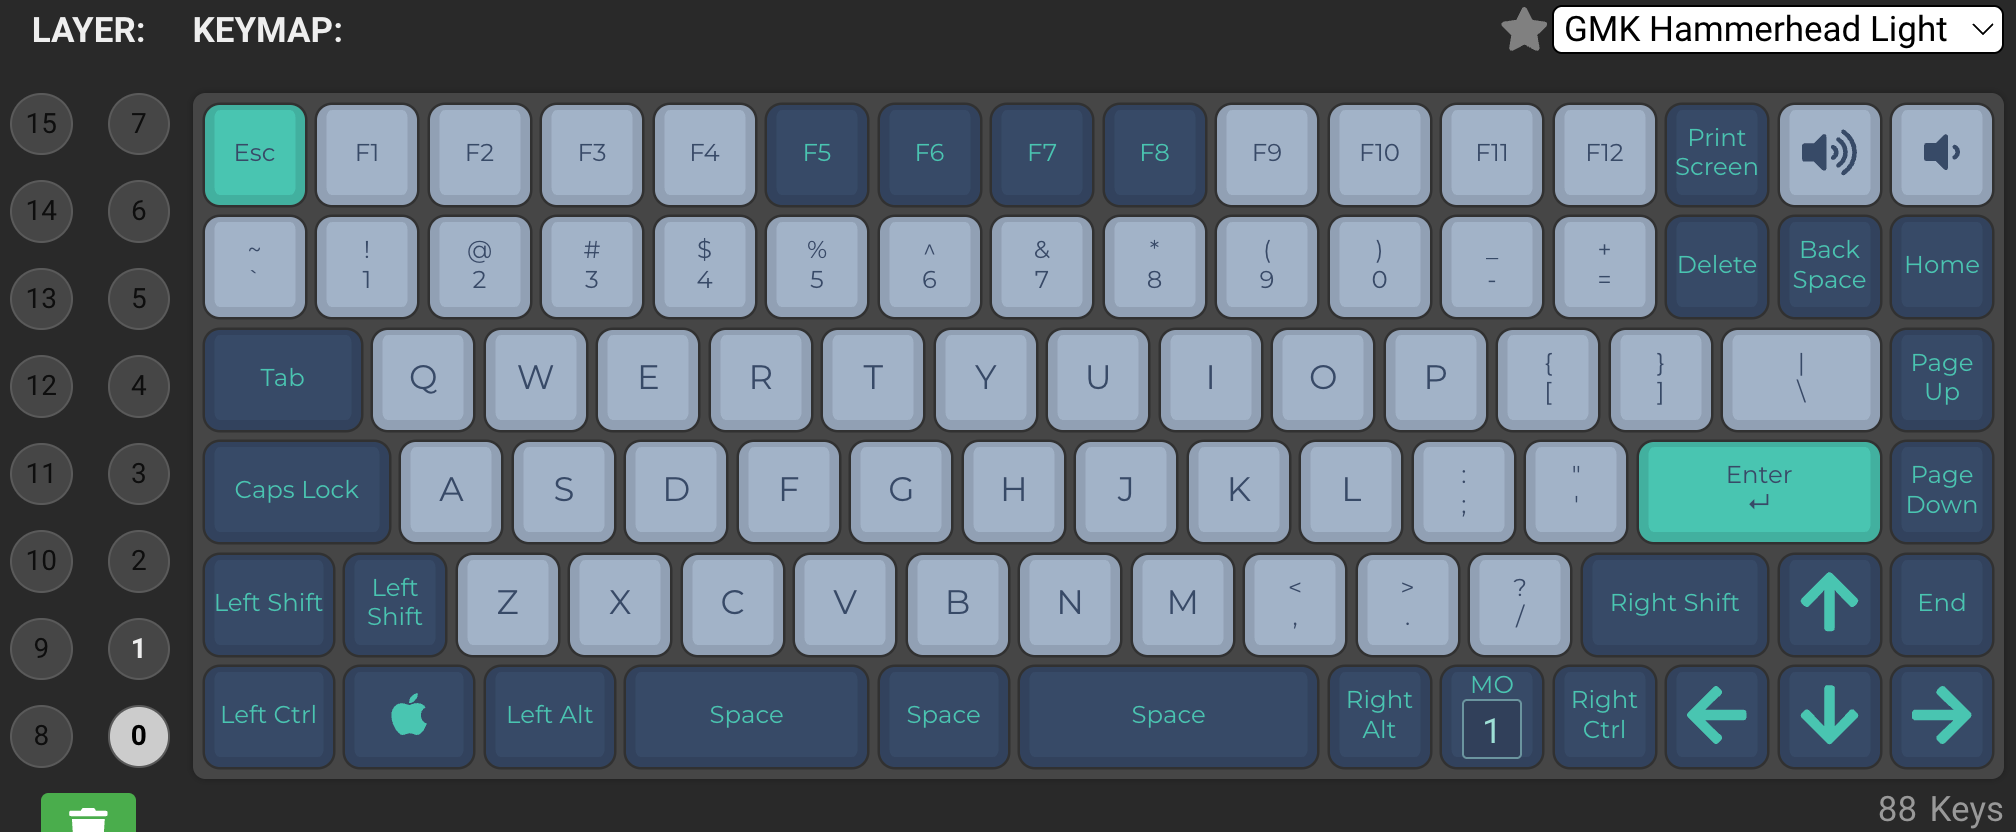 LAYER: KEYMAP: GMK Hammerhead Light
15 7
Esc F1 F2 F3 F4 F5 F6 F7 F8 F9 F10 F11 F12 Print
Screen
14 6
~ ! @ # $ % ^ & * ( ) _ + Delete Back Home
` 1 2 3 4 5 6 7 8 9 0 - = Space
13 5
12 4
Tab Q W E R T Y U I O P { } | Page
[ ] \ Up
11 3
Caps Lock A S D F G H J K L : " Enter Page
; ' ↵ Down
10 2
Left Shift Left Z X C V B N M < > ? Right Shift End
Shift , . /
9 1
8 0
Left Ctrl Left Alt Space Space Space Right MO Right
Alt 1 Ctrl
88 Keys